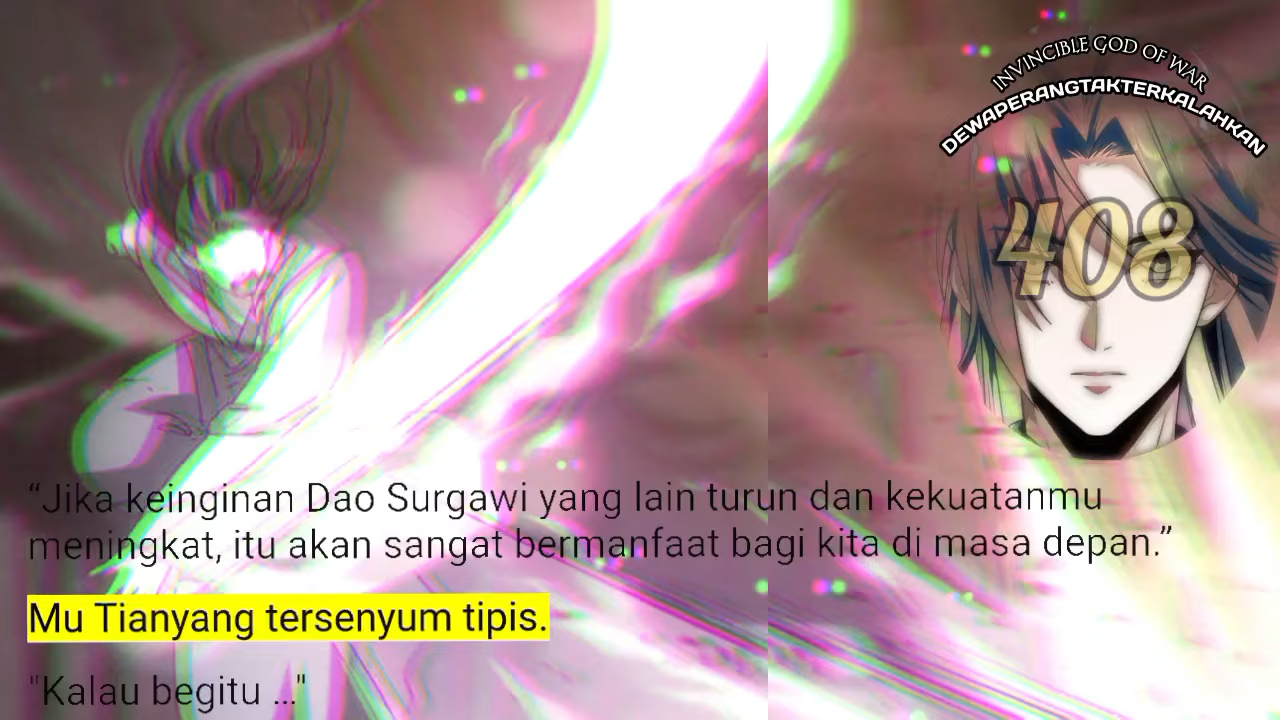 INVINCIBLE GOD OF WAR
DEWAPERANGTAKTERKALAHKAN
408
“Jika keinginan Dao Surgawi yang lain turun dan kekuatanmu
meningkat, itu akan sangat bermanfaat bagi kita di masa depan.”
Mu Tianyang tersenyum tipis.
"Kalau begitu ..."